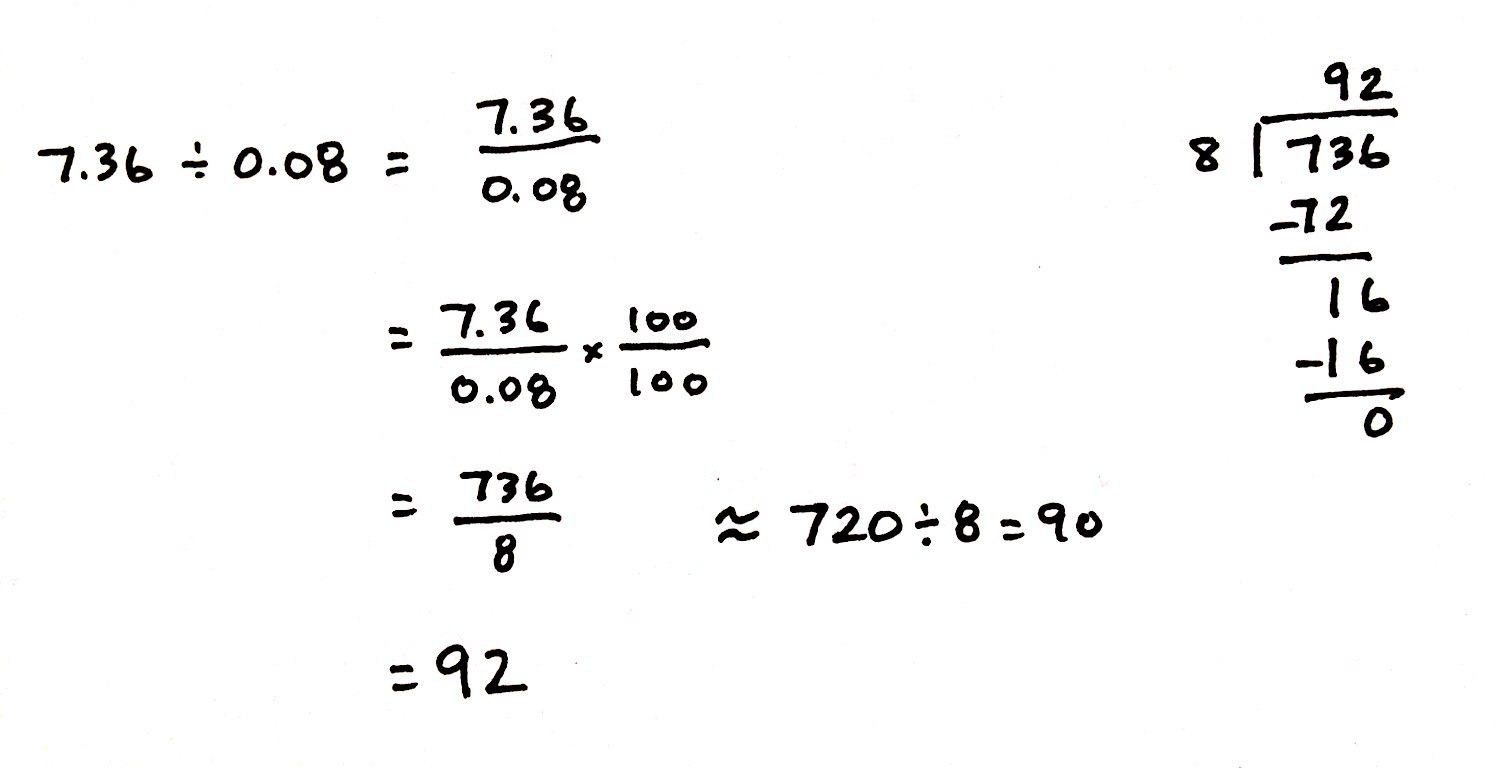 7.36 ÷ 0.08 = 7.36/0.08
= 7.36/0.08 × 100/100
= 736/8 ≈ 720÷8=90
=92
92
8 736
-72
16
-16
0